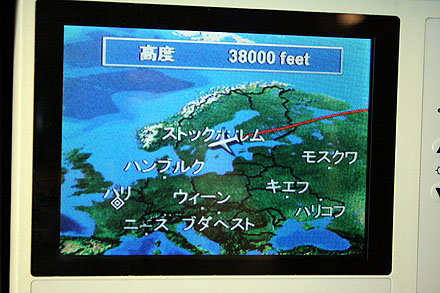 高度 38000 feet
ストックホルム
モスクワ
ハンブルク
キエフ
パリ
ウィーン
ハリコフ
ニース ブダペスト